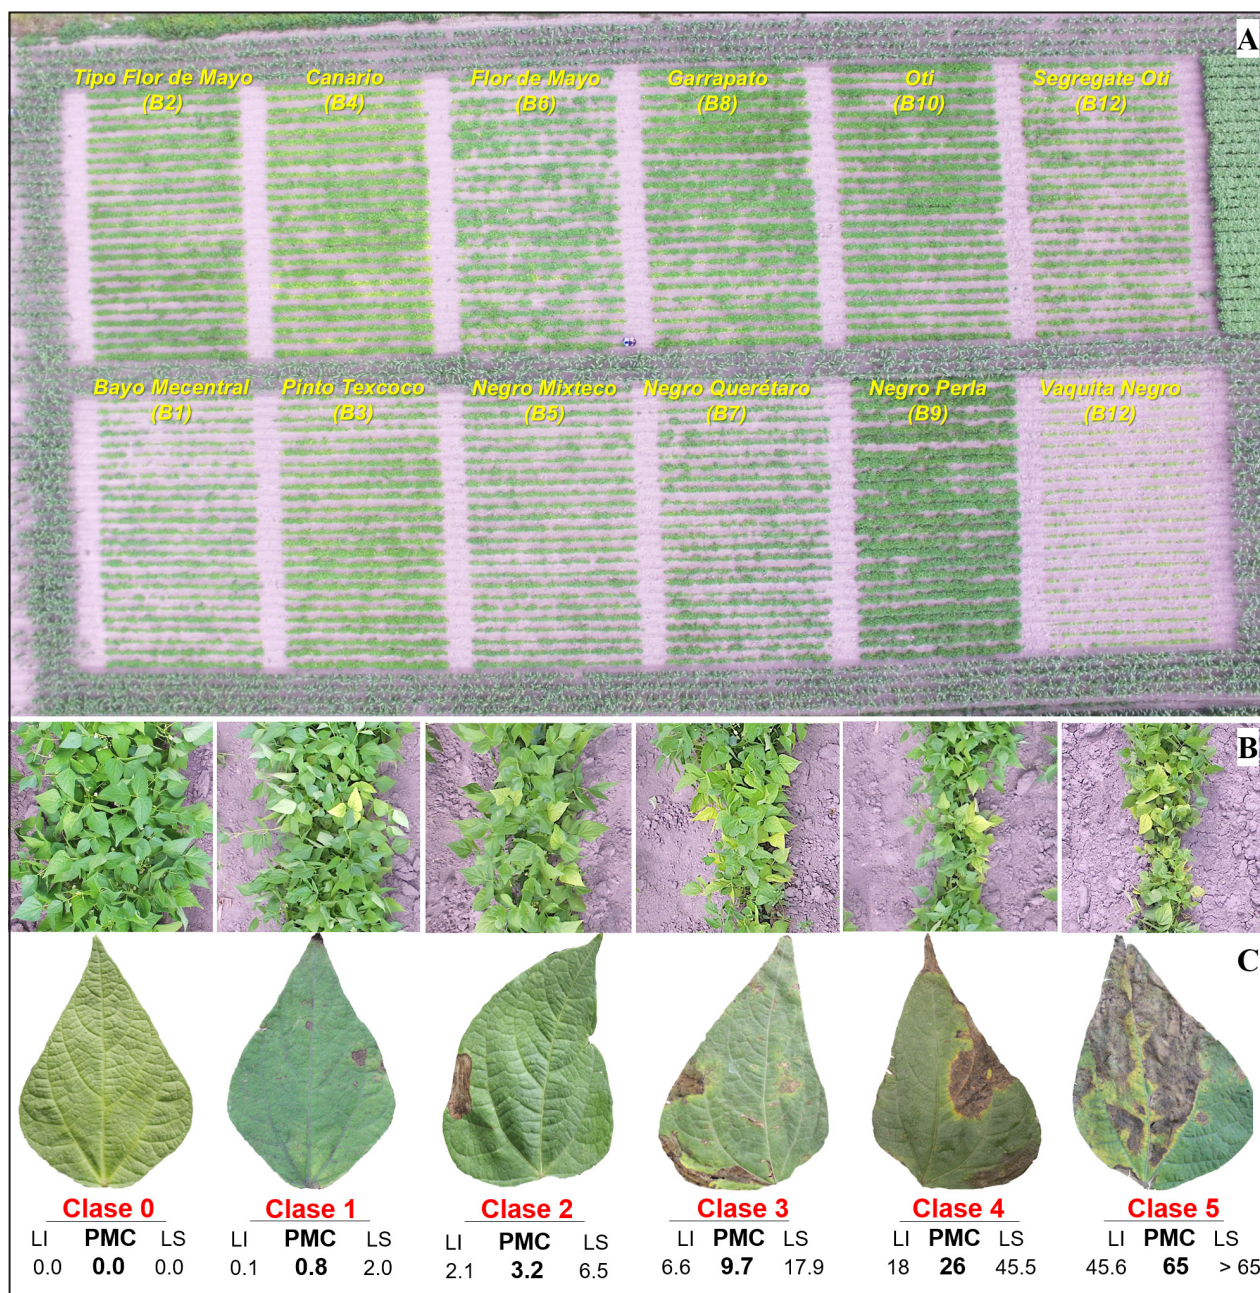 A
Tipo Flor de Mayo
(B2)
Canario
(B4)
Flor de Mayo
(B6)
Garrapato
(B8)
Oti
(B10)
Segregate Oti
(B12)
Bayo Mecentral
(B1)
Pinto Texcoco
(B3)
Negro Mixteco
(B5)
Negro Querétaro
(B7)
Negro Perla
(B9)
Vaquita Negro
(B12)
B
C
Clase 0
LI PMC LS
0.0 0.0 0.0
Clase 1
LI PMC LS
0.1 0.8 2.0
Clase 2
LI PMC LS
2.1 3.2 6.5
Clase 3
LI PMC LS
6.6 9.7 17.9
Clase 4
LI PMC LS
18 26 45.5
Clase 5
LI PMC LS
45.6 65 > 65